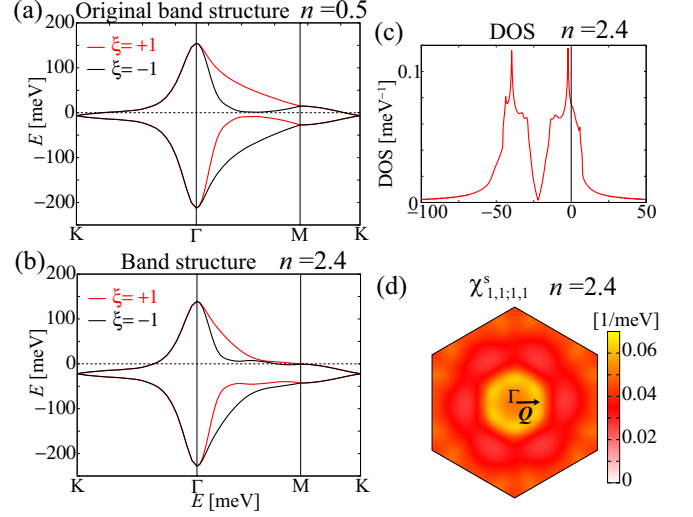 (a) Original band structure n=0.5
ξ=+1
ξ=−1
E [meV]
200
100
0
−100
−200
K Γ M K
(b) Band structure n=2.4
ξ=+1
ξ=−1
E [meV]
200
100
0
−100
−200
K Γ M K
E [meV]
(c) DOS n=2.4
DOS [meV⁻¹]
0.1
0
−100 −50 0 50
(d) χˢ₁,₁;₁,₁ n=2.4
[1/meV]
0.06
0.04
0.02
0
Γ
Q